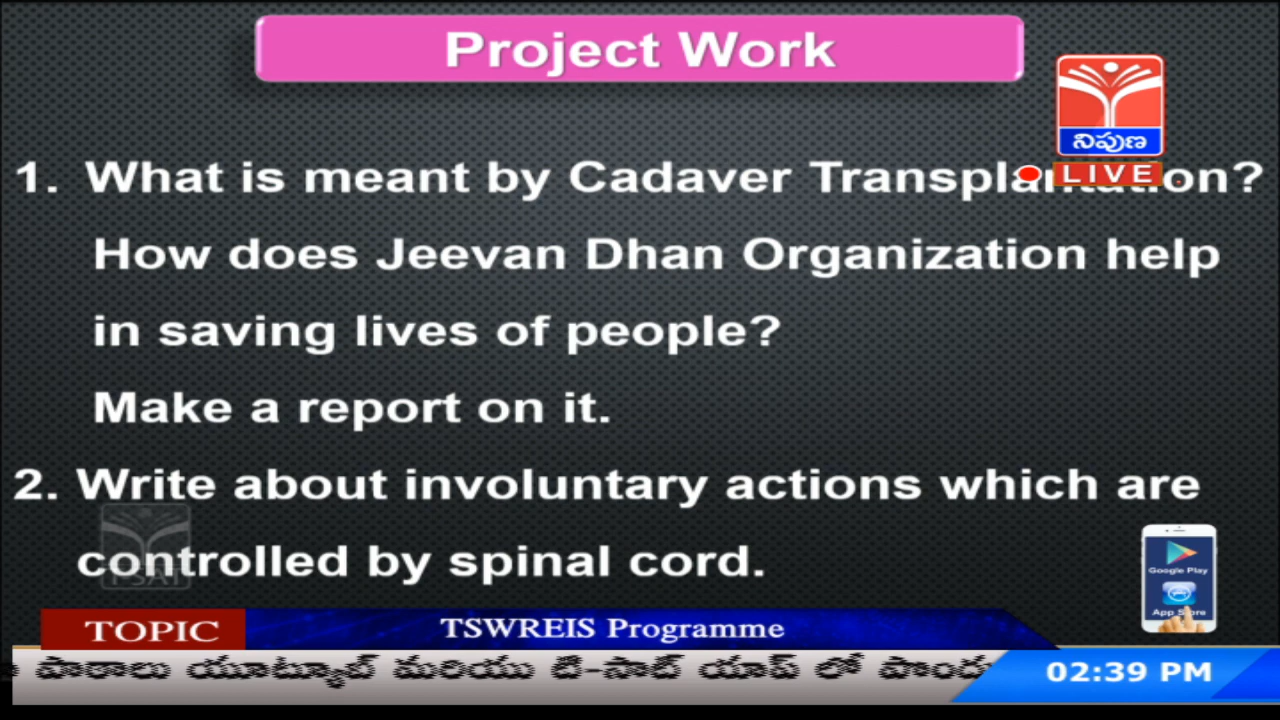 Project Work
నిపుణ
LIVE
1. What is meant by Cadaver Transplantation?
How does Jeevan Dhan Organization help
in saving lives of people?
Make a report on it.
2. Write about involuntary actions which are
controlled by spinal cord.
TSAT
Google Play
App Store
TOPIC
TSWREIS Programme
పాఠాలు యూట్యూబ్ మరియు టి-సాట్ యాప్ లో
02:39 PM